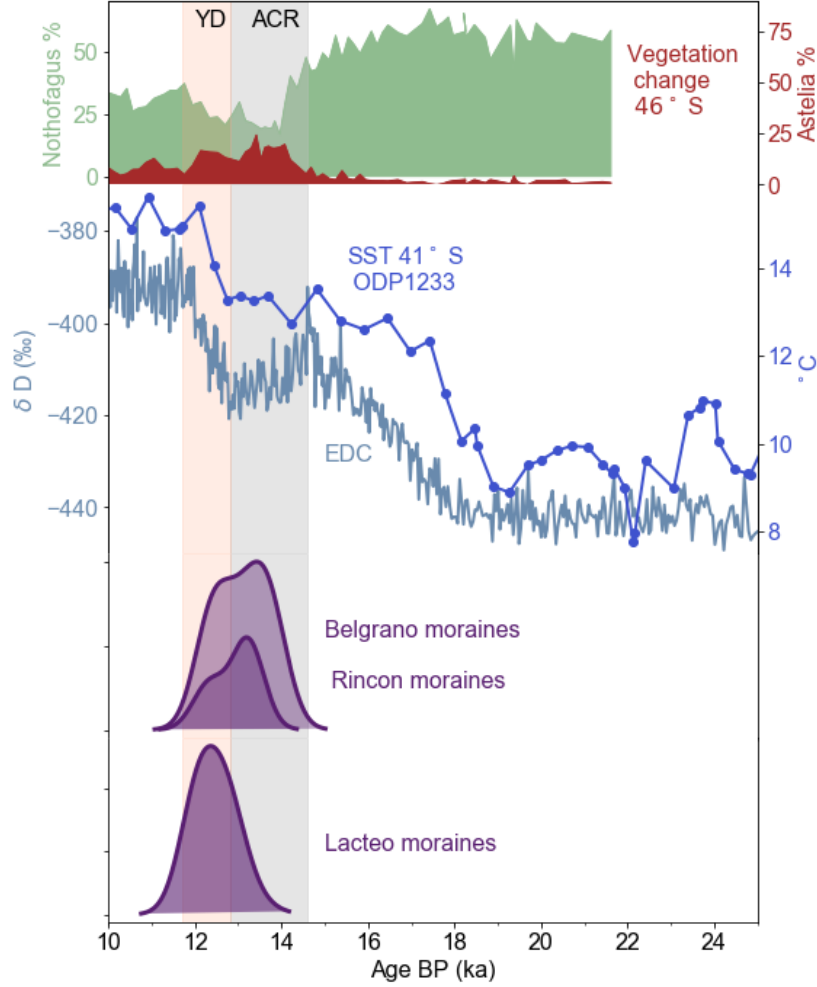 YD ACR
50
25
0
Nothofagus %
75
50
25
0
Astelia %
Vegetation
change
46° S
−380
−400
−420
−440
δ D (‰)
SST 41° S
ODP1233
EDC
14
12
10
8
°C
Belgrano moraines
Rincon moraines
Lacteo moraines
10 12 14 16 18 20 22 24
Age BP (ka)